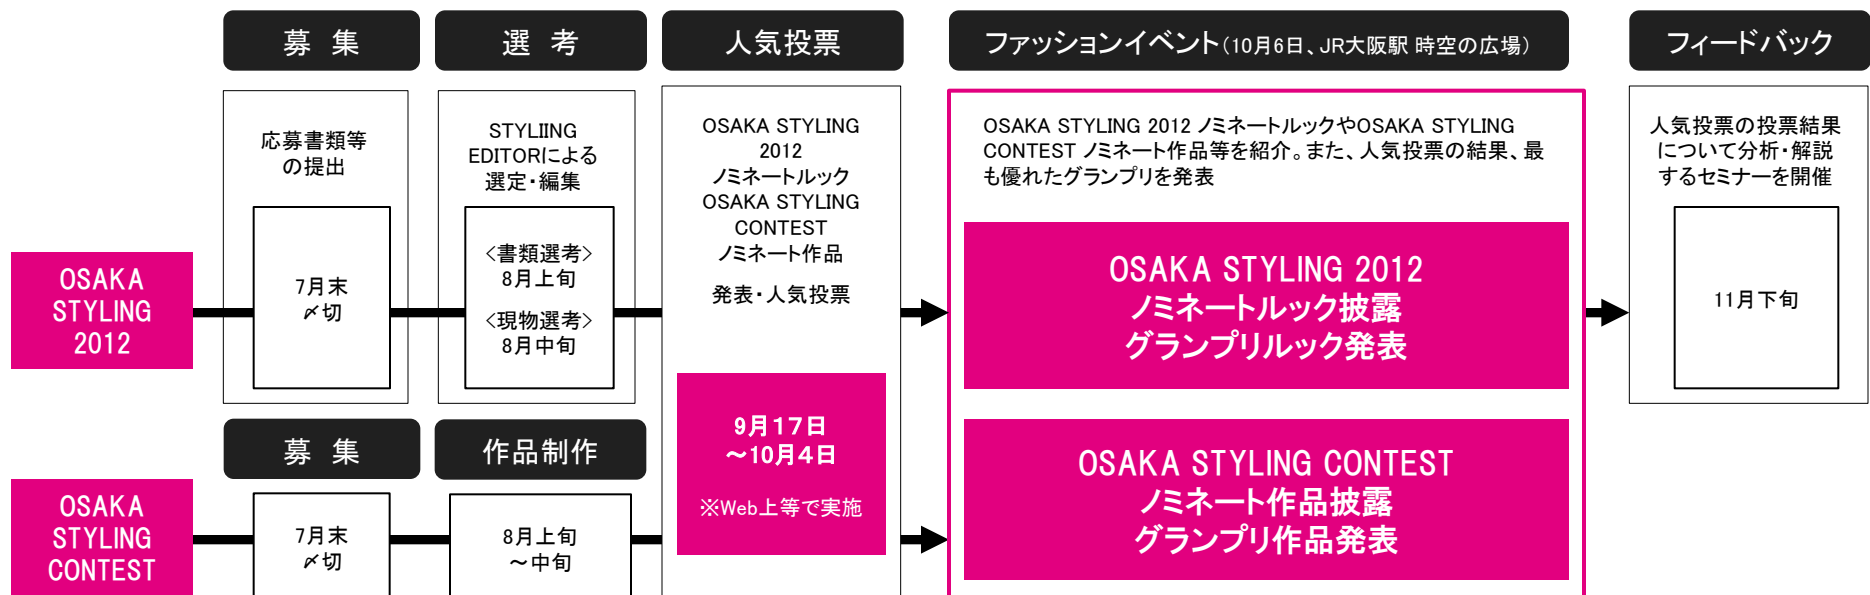 募 集
選 考
人気投票
ファッションイベント（10月6日、JR大阪駅 時空の広場）
フィードバック
応募書類等
の提出
STYLIING
EDITORによる
選定・編集
OSAKA STYLING
2012
ノミネートルック
OSAKA STYLING
CONTEST
ノミネート作品
発表・人気投票
OSAKA STYLING 2012 ノミネートルックやOSAKA STYLING
CONTEST ノミネート作品等を紹介。また、人気投票の結果、最
も優れたグランプリを発表
人気投票の投票結果
について分析・解説
するセミナーを開催
OSAKA
STYLING
2012
7月末
〆切
＜書類選考＞
8月上旬
＜現物選考＞
8月中旬
OSAKA STYLING 2012
ノミネートルック披露
グランプリルック発表
11月下旬
募 集
作品制作
9月17日
～10月4日
※Web上等で実施
OSAKA
STYLING
CONTEST
7月末
〆切
8月上旬
～中旬
OSAKA STYLING CONTEST
ノミネート作品披露
グランプリ作品発表